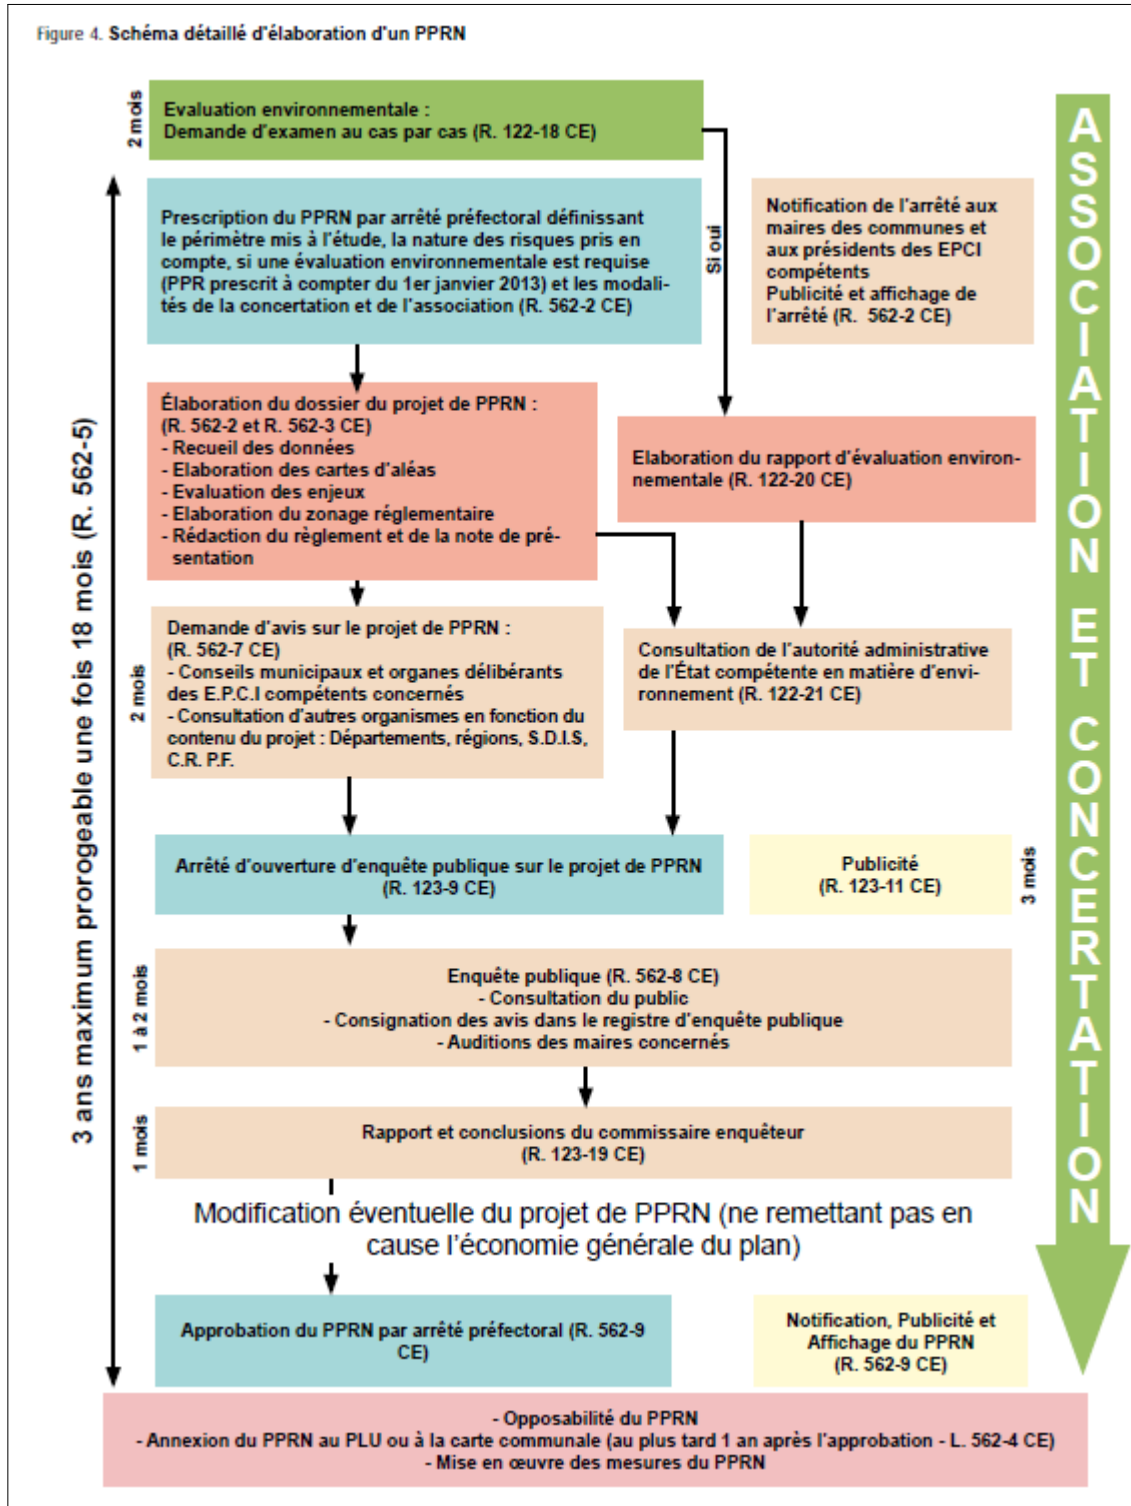 Figure 4. Schéma détaillé d'élaboration d'un PPRN
2 mois
Evaluation environnementale :
Demande d'examen au cas par cas (R. 122-18 CE)
Prescription du PPRN par arrêté préfectoral définissant
le périmètre mis à l'étude, la nature des risques pris en
compte, si une évaluation environnementale est requise
(PPR prescrit à compter du 1er janvier 2013) et les modali-
tés de la concertation et de l'association (R. 562-2 CE)
Si oui
Notification de l'arrêté aux
maires des communes et
aux présidents des EPCI
compétents
Publicité et affichage de
l'arrêté (R. 562-2 CE)
Élaboration du dossier du projet de PPRN :
(R. 562-2 et R. 562-3 CE)
- Recueil des données
- Elaboration des cartes d'aléas
- Evaluation des enjeux
- Elaboration du zonage réglementaire
- Rédaction du règlement et de la note de pré-
sentation
Elaboration du rapport d'évaluation environ-
nementale (R. 122-20 CE)
2 mois
Demande d'avis sur le projet de PPRN :
(R. 562-7 CE)
- Conseils municipaux et organes délibérants
des E.P.C.I compétents concernés
- Consultation d'autres organismes en fonction du
contenu du projet : Départements, régions, S.D.I.S,
C.R. P.F.
Consultation de l'autorité administrative
de l'État compétente en matière d'envi-
ronnement (R. 122-21 CE)
Arrêté d'ouverture d'enquête publique sur le projet de PPRN
(R. 123-9 CE)
Publicité
(R. 123-11 CE)
3 mois
1 à 2 mois
Enquête publique (R. 562-8 CE)
- Consultation du public
- Consignation des avis dans le registre d'enquête publique
- Auditions des maires concernés
1 mois
Rapport et conclusions du commissaire enquêteur
(R. 123-19 CE)
Modification éventuelle du projet de PPRN (ne remettant pas en
cause l'économie générale du plan)
Approbation du PPRN par arrêté préfectoral (R. 562-9
CE)
Notification, Publicité et
Affichage du PPRN
(R. 562-9 CE)
- Opposabilité du PPRN
- Annexion du PPRN au PLU ou à la carte communale (au plus tard 1 an après l'approbation - L. 562-4 CE)
- Mise en œuvre des mesures du PPRN
3 ans maximum prorogeable une fois 18 mois (R. 562-5)
ASSOCIATION ET CONCERTATION